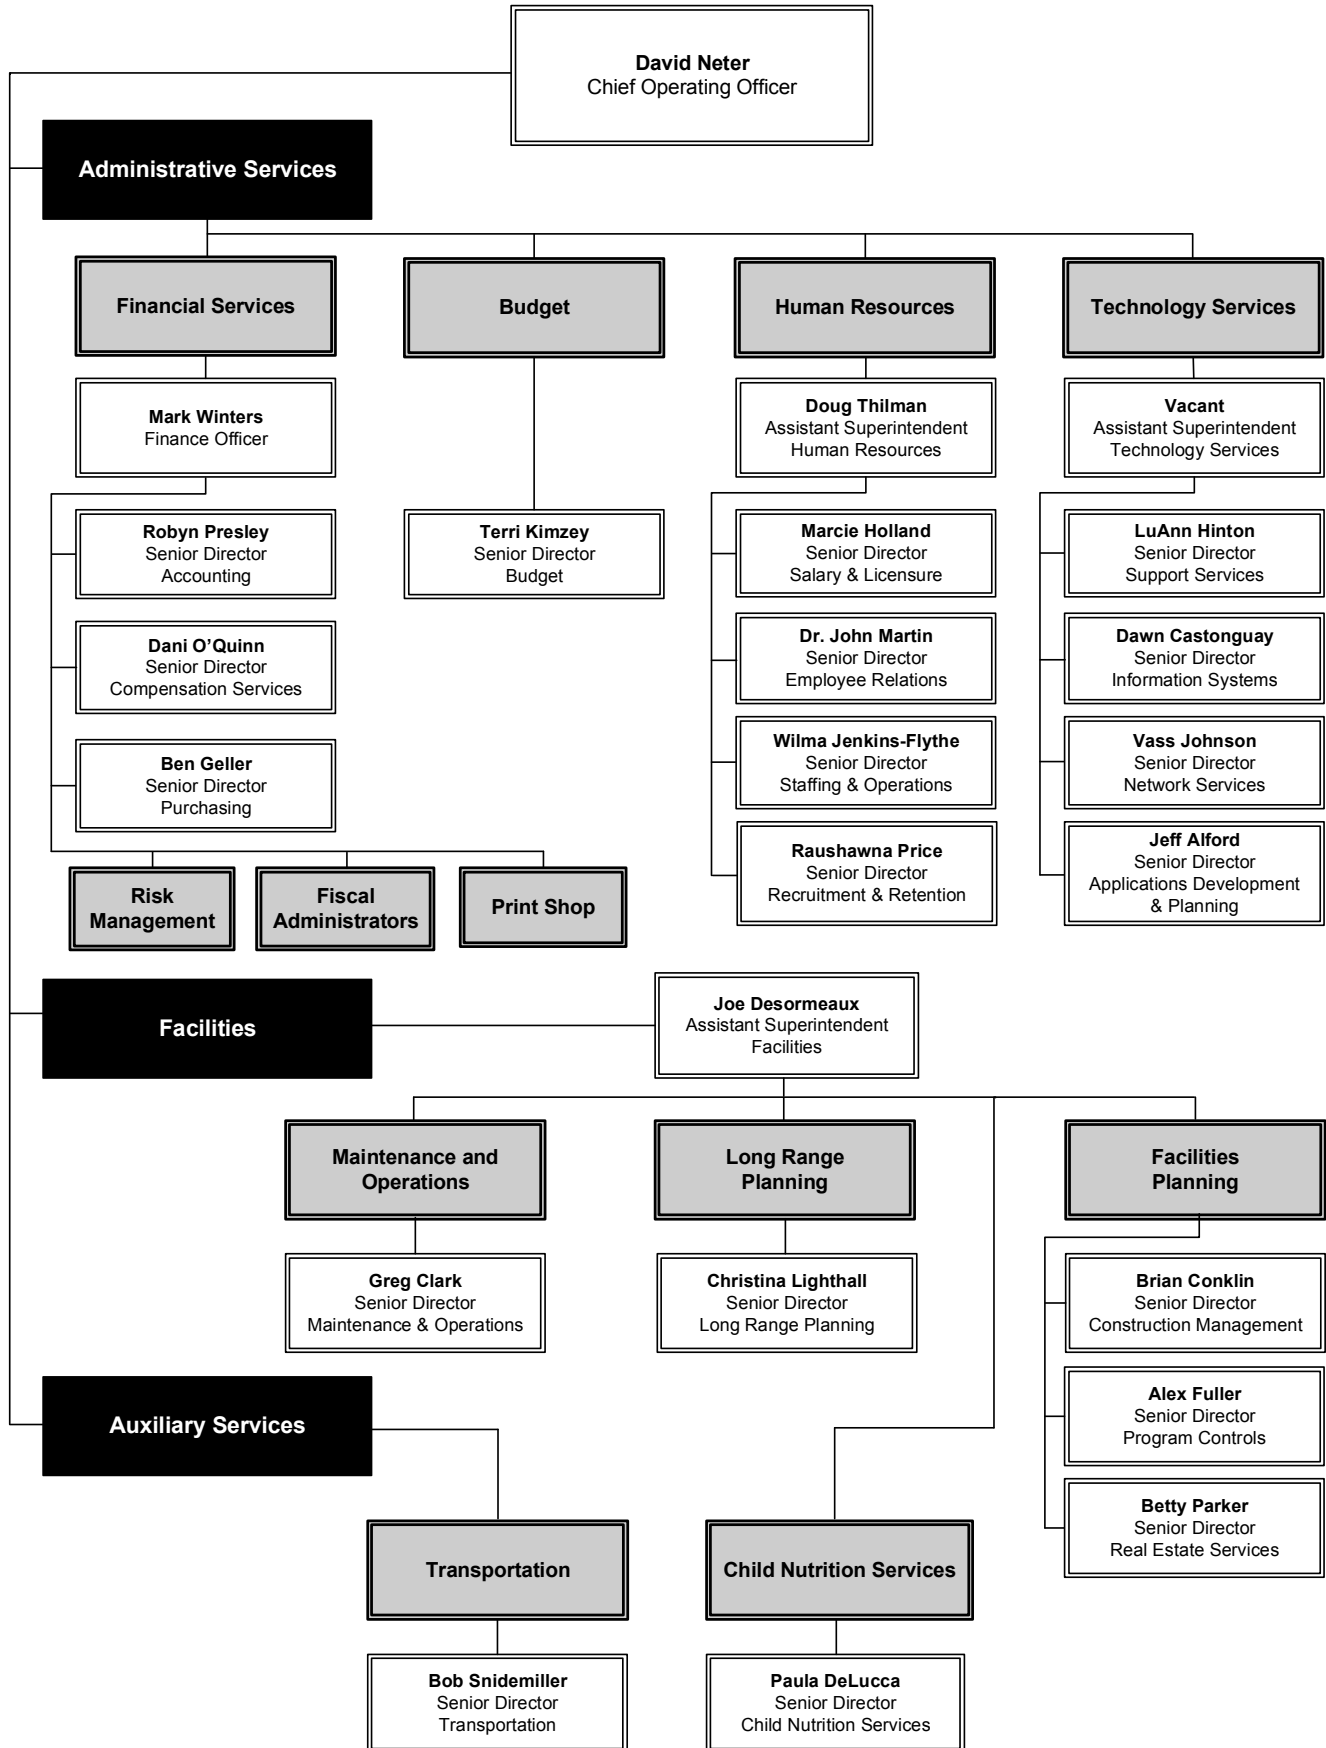 David Neter
Chief Operating Officer
Administrative Services
Financial Services
Budget
Human Resources
Technology Services
Mark Winters
Finance Officer
Doug Thilman
Assistant Superintendent
Human Resources
Vacant
Assistant Superintendent
Technology Services
Robyn Presley
Senior Director
Accounting
Terri Kimzey
Senior Director
Budget
Marcie Holland
Senior Director
Salary & Licensure
LuAnn Hinton
Senior Director
Support Services
Dani O’Quinn
Senior Director
Compensation Services
Dr. John Martin
Senior Director
Employee Relations
Dawn Castonguay
Senior Director
Information Systems
Ben Geller
Senior Director
Purchasing
Wilma Jenkins-Flythe
Senior Director
Staffing & Operations
Vass Johnson
Senior Director
Network Services
Raushawna Price
Senior Director
Recruitment & Retention
Jeff Alford
Senior Director
Applications Development
& Planning
Risk
Management
Fiscal
Administrators
Print Shop
Facilities
Joe Desormeaux
Assistant Superintendent
Facilities
Maintenance and
Operations
Long Range
Planning
Facilities
Planning
Greg Clark
Senior Director
Maintenance & Operations
Christina Lighthall
Senior Director
Long Range Planning
Brian Conklin
Senior Director
Construction Management
Alex Fuller
Senior Director
Program Controls
Betty Parker
Senior Director
Real Estate Services
Auxiliary Services
Transportation
Child Nutrition Services
Bob Snidemiller
Senior Director
Transportation
Paula DeLucca
Senior Director
Child Nutrition Services